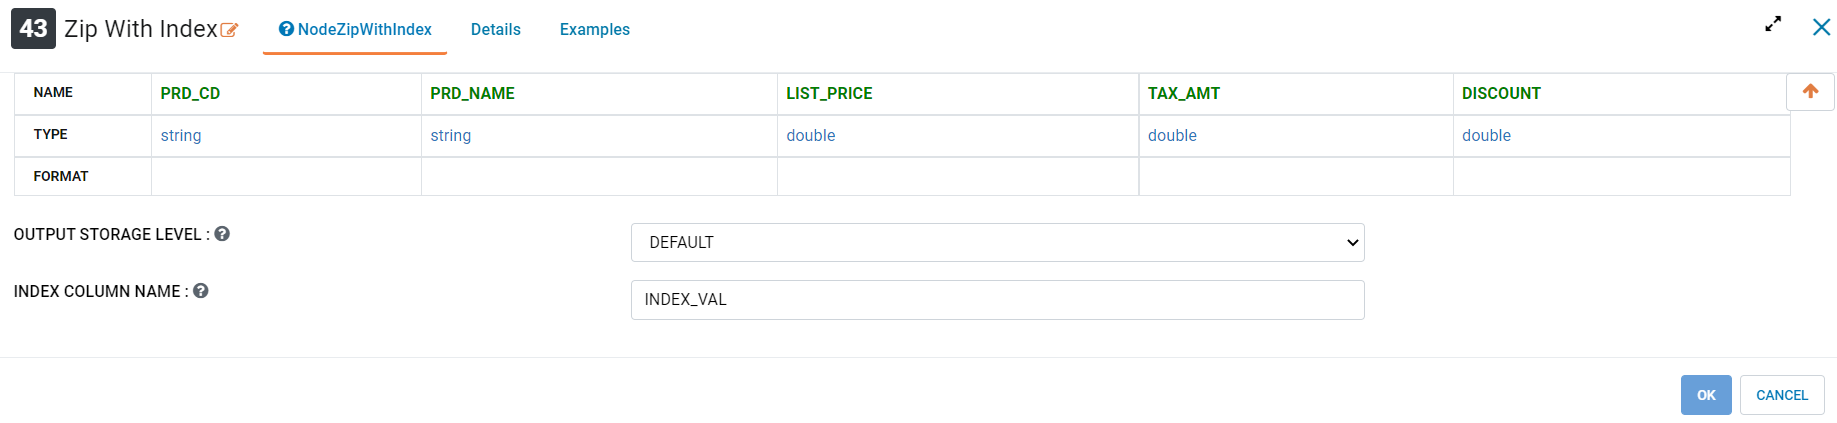 43 Zip With Index NodeZipWithIndex Details Examples
NAME PRD_CD PRD_NAME LIST_PRICE TAX_AMT DISCOUNT
TYPE string string double double double
FORMAT
OUTPUT STORAGE LEVEL : DEFAULT
INDEX COLUMN NAME : INDEX_VAL
OK CANCEL